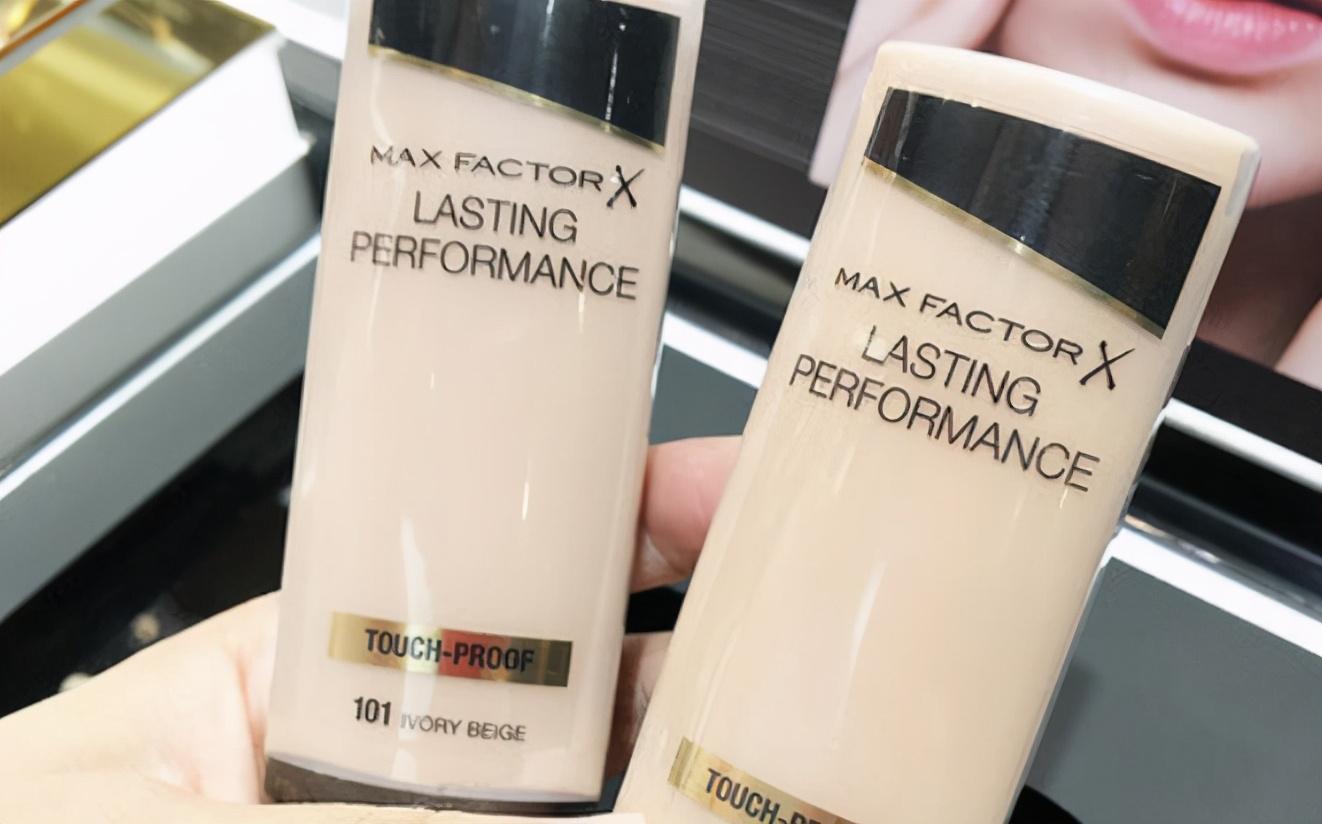 MAX FACTOR X
LASTING
PERFORMANCE
TOUCH-PROOF
101 IVORY BEIGE
MAX FACTOR X
LASTING
PERFORMANCE